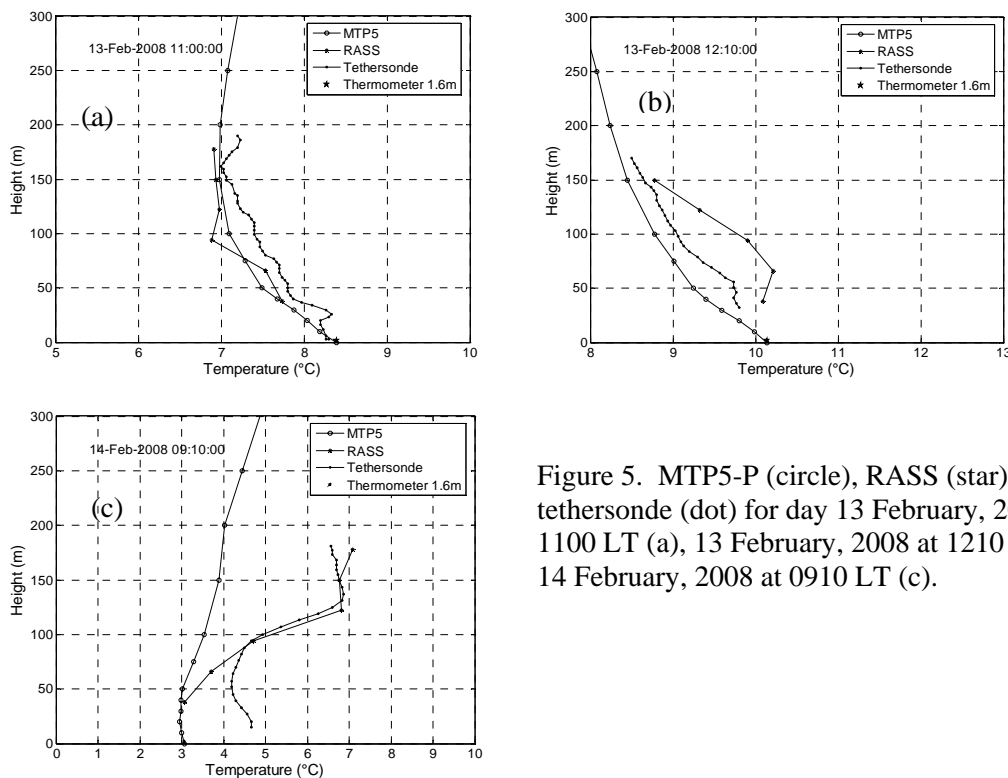 300
250
200
150
100
50
0
Height (m)
13-Feb-2008 11:00:00
(a)
MTP5
RASS
Tethersonde
Thermometer 1.6m
5 6 7 8 9 10
Temperature (°C)
300
250
200
150
100
50
0
Height (m)
13-Feb-2008 12:10:00
(b)
MTP5
RASS
Tethersonde
Thermometer 1.6m
8 9 10 11 12 13
Temperature (°C)
300
250
200
150
100
50
0
Height (m)
14-Feb-2008 09:10:00
(c)
MTP5
RASS
Tethersonde
Thermometer 1.6m
0 1 2 3 4 5 6 7 8 9 10
Temperature (°C)
Figure 5. MTP5-P (circle), RASS (star)
tethersonde (dot) for day 13 February, 2
1100 LT (a), 13 February, 2008 at 1210
14 February, 2008 at 0910 LT (c).